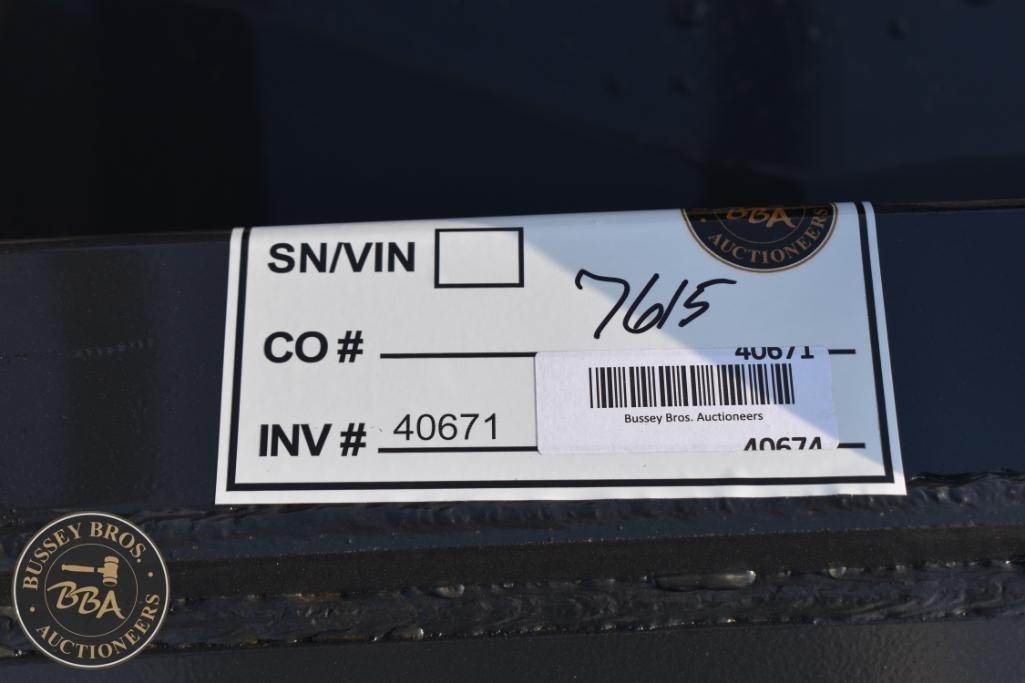 BBA
AUCTIONEERS
SN/VIN
7615
CO #
40671
Bussey Bros. Auctioneers
INV # 40671
40674
BUSSEY BROS.
BBA
AUCTIONEERS